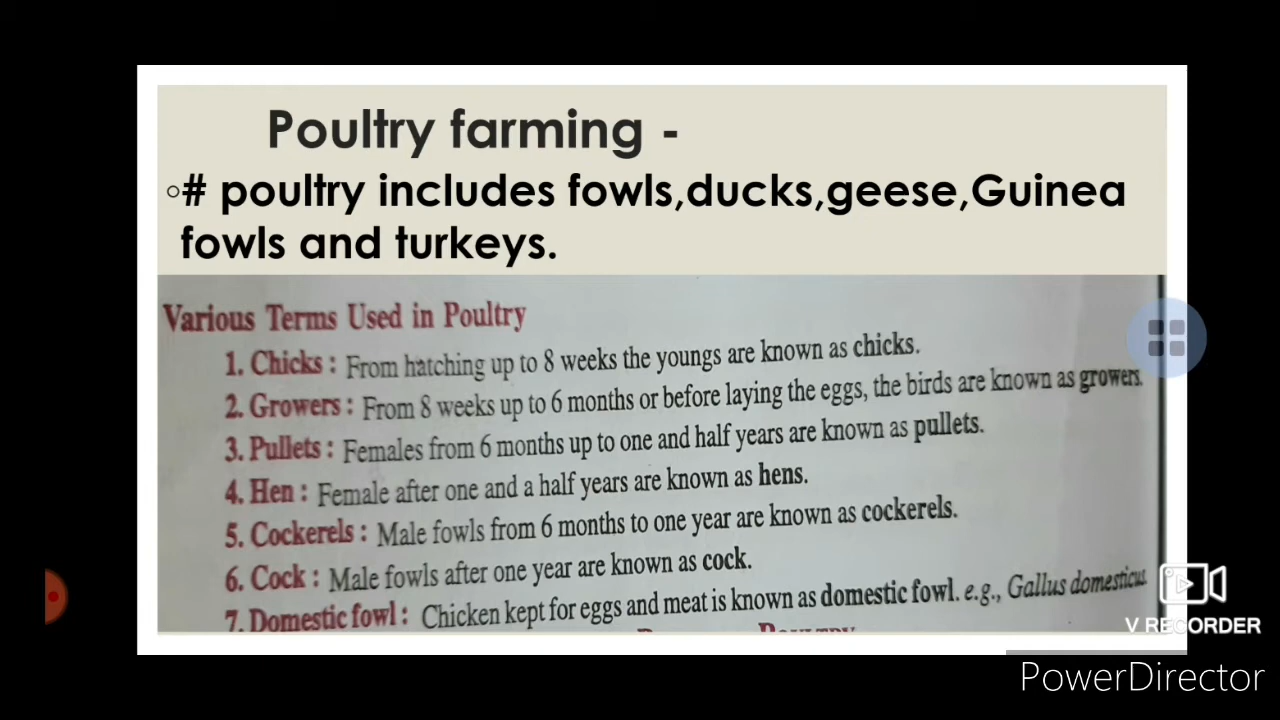 Poultry farming -
◦# poultry includes fowls,ducks,geese,Guinea
fowls and turkeys.
Various Terms Used in Poultry
1. Chicks : From hatching up to 8 weeks the youngs are known as chicks.
2. Growers : From 8 weeks up to 6 months or before laying the eggs, the birds are known as growers.
3. Pullets : Females from 6 months up to one and half years are known as pullets.
4. Hen : Female after one and a half years are known as hens.
5. Cockerels : Male fowls from 6 months to one year are known as cockerels.
6. Cock : Male fowls after one year are known as cock.
7. Domestic fowl : Chicken kept for eggs and meat is known as domestic fowl. e.g., Gallus domesticus
V RECORDER
PowerDirector